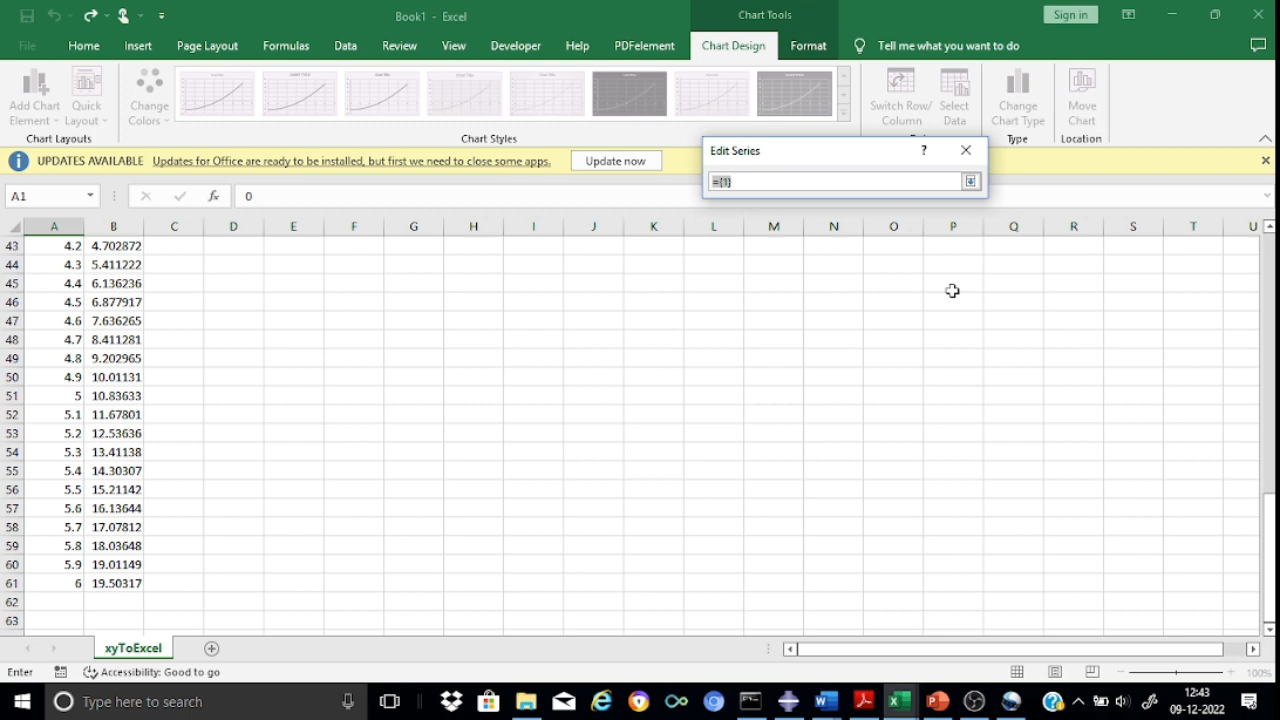 Book1 - Excel
Chart Tools
Sign in
File Home Insert Page Layout Formulas Data Review View Developer Help PDFelement Chart Design Format Tell me what you want to do
Add Chart Element
Quick Layout
Change Colors
Switch Row/ Column
Select Data
Change Chart Type
Move Chart
Chart Layouts
Chart Styles
Type
Location
UPDATES AVAILABLE Updates for Office are ready to be installed, but first we need to close some apps. Update now
Edit Series ?
={1}
A1 fx 0
A B C D E F G H I J K L M N O P Q R S T U
43 4.2 4.702872
44 4.3 5.411222
45 4.4 6.136236
46 4.5 6.877917
47 4.6 7.636265
48 4.7 8.411281
49 4.8 9.202965
50 4.9 10.01131
51 5 10.83633
52 5.1 11.67801
53 5.2 12.53636
54 5.3 13.41138
55 5.4 14.30307
56 5.5 15.21142
57 5.6 16.13644
58 5.7 17.07812
59 5.8 18.03648
60 5.9 19.01149
61 6 19.50317
62
63
xyToExcel
Enter Accessibility: Good to go 100%
Type here to search
12:43
09-12-2022